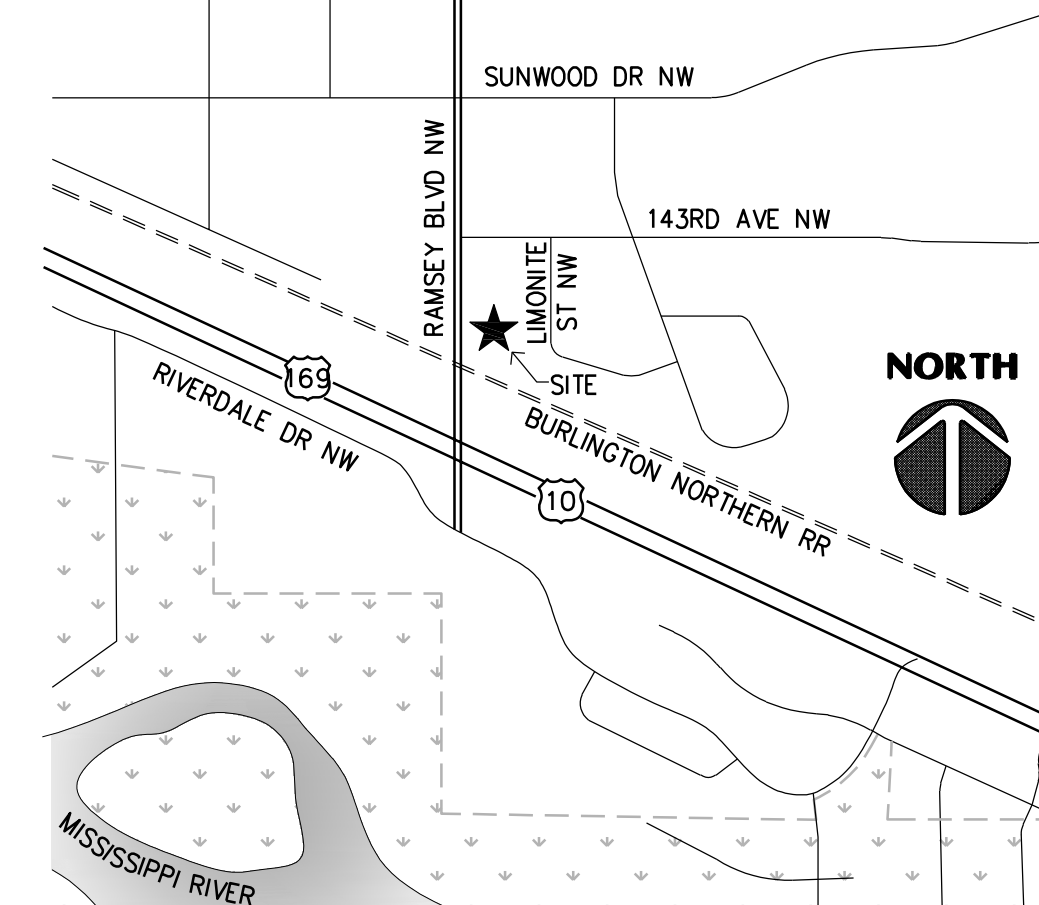 SUNWOOD DR NW
RAMSEY BLVD NW
143RD AVE NW
LIMONITE
ST NW
NORTH
169
SITE
RIVERDALE DR NW
BURLINGTON NORTHERN RR
10
MISSISSIPPI RIVER